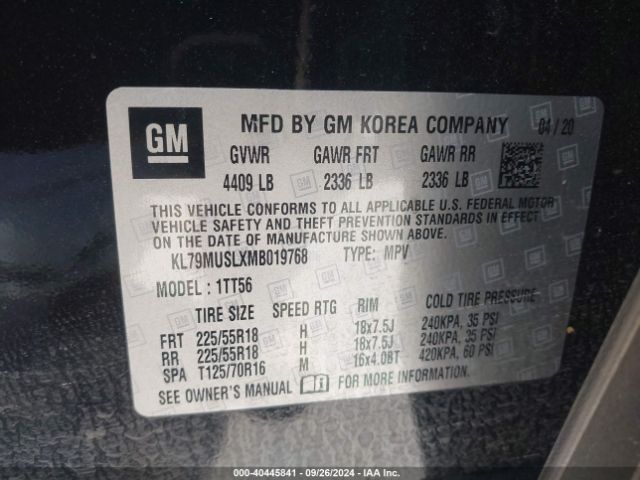 GM MFD BY GM KOREA COMPANY 04/20
GVWR GAWR FRT GAWR RR
4409 LB 2336 LB 2336 LB
THIS VEHICLE CONFORMS TO ALL APPLICABLE U.S. FEDERAL MOTOR
VEHICLE SAFETY AND THEFT PREVENTION STANDARDS IN EFFECT
ON THE DATE OF MANUFACTURE SHOWN ABOVE.
KL79MUSLXMB019768 TYPE: MPV
MODEL: 1TT56
TIRE SIZE SPEED RTG RIM COLD TIRE PRESSURE
FRT 225/55R18 H 18x7.5J 240KPA, 35 PSI
RR 225/55R18 H 18x7.5J 240KPA, 35 PSI
SPA T125/70R16 M 16x4.0BT 420KPA, 60 PSI
SEE OWNER'S MANUAL i FOR MORE INFORMATION.
000-40445841 - 09/26/2024 - IAA Inc.